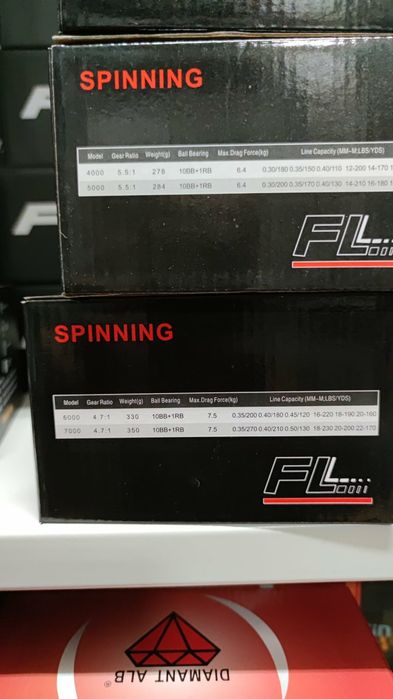 SPINNING
Model Gear Ratio Weight(g) Ball Bearing Max.Drag Force(kg) Line Capacity (MM-M;LBS/YDS)
4000 5.5:1 278 10BB+1RB 6.4 0.30/180 0.35/150 0.40/110 12-200 14-170
5000 5.5:1 284 10BB+1RB 6.4 0.30/200 0.35/170 0.40/130 14-210 16-180
FL
SPINNING
Model Gear Ratio Weight(g) Ball Bearing Max.Drag Force(kg) Line Capacity (MM-M;LBS/YDS)
6000 4.7:1 330 10BB+1RB 7.5 0.35/200 0.40/180 0.45/120 16-220 18-190 20-160
7000 4.7:1 350 10BB+1RB 7.5 0.35/270 0.40/210 0.50/130 18-230 20-200 22-170
FL
DIAMANT ALB®